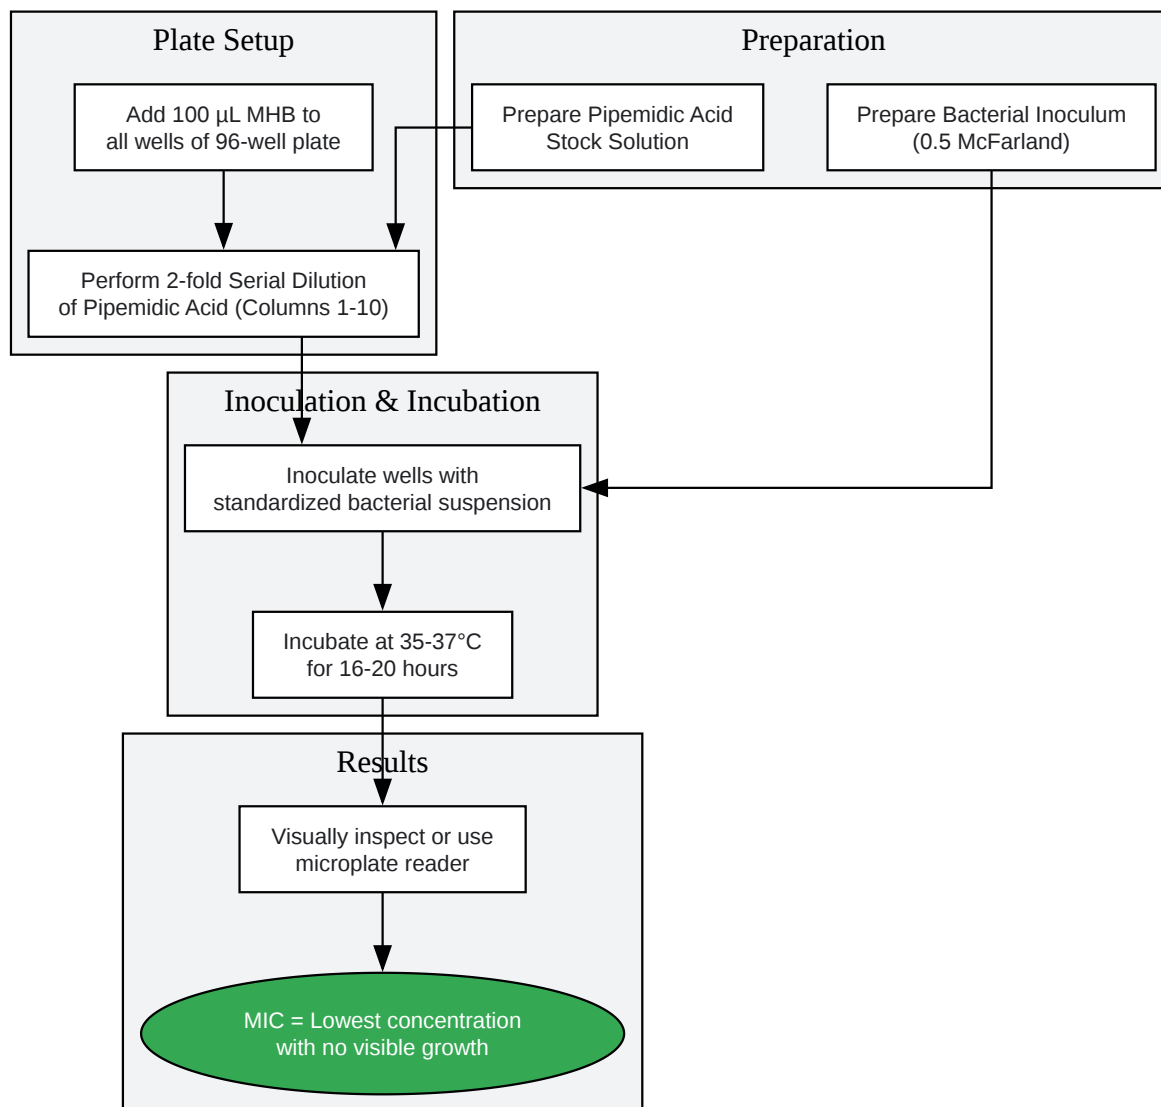 Plate Setup
Add 100 µL MHB to
all wells of 96-well plate
Perform 2-fold Serial Dilution
of Pipemidic Acid (Columns 1-10)
Preparation
Prepare Pipemidic Acid
Stock Solution
Prepare Bacterial Inoculum
(0.5 McFarland)
Inoculation & Incubation
Inoculate wells with
standardized bacterial suspension
Incubate at 35-37°C
for 16-20 hours
Results
Visually inspect or use
microplate reader
MIC = Lowest concentration
with no visible growth